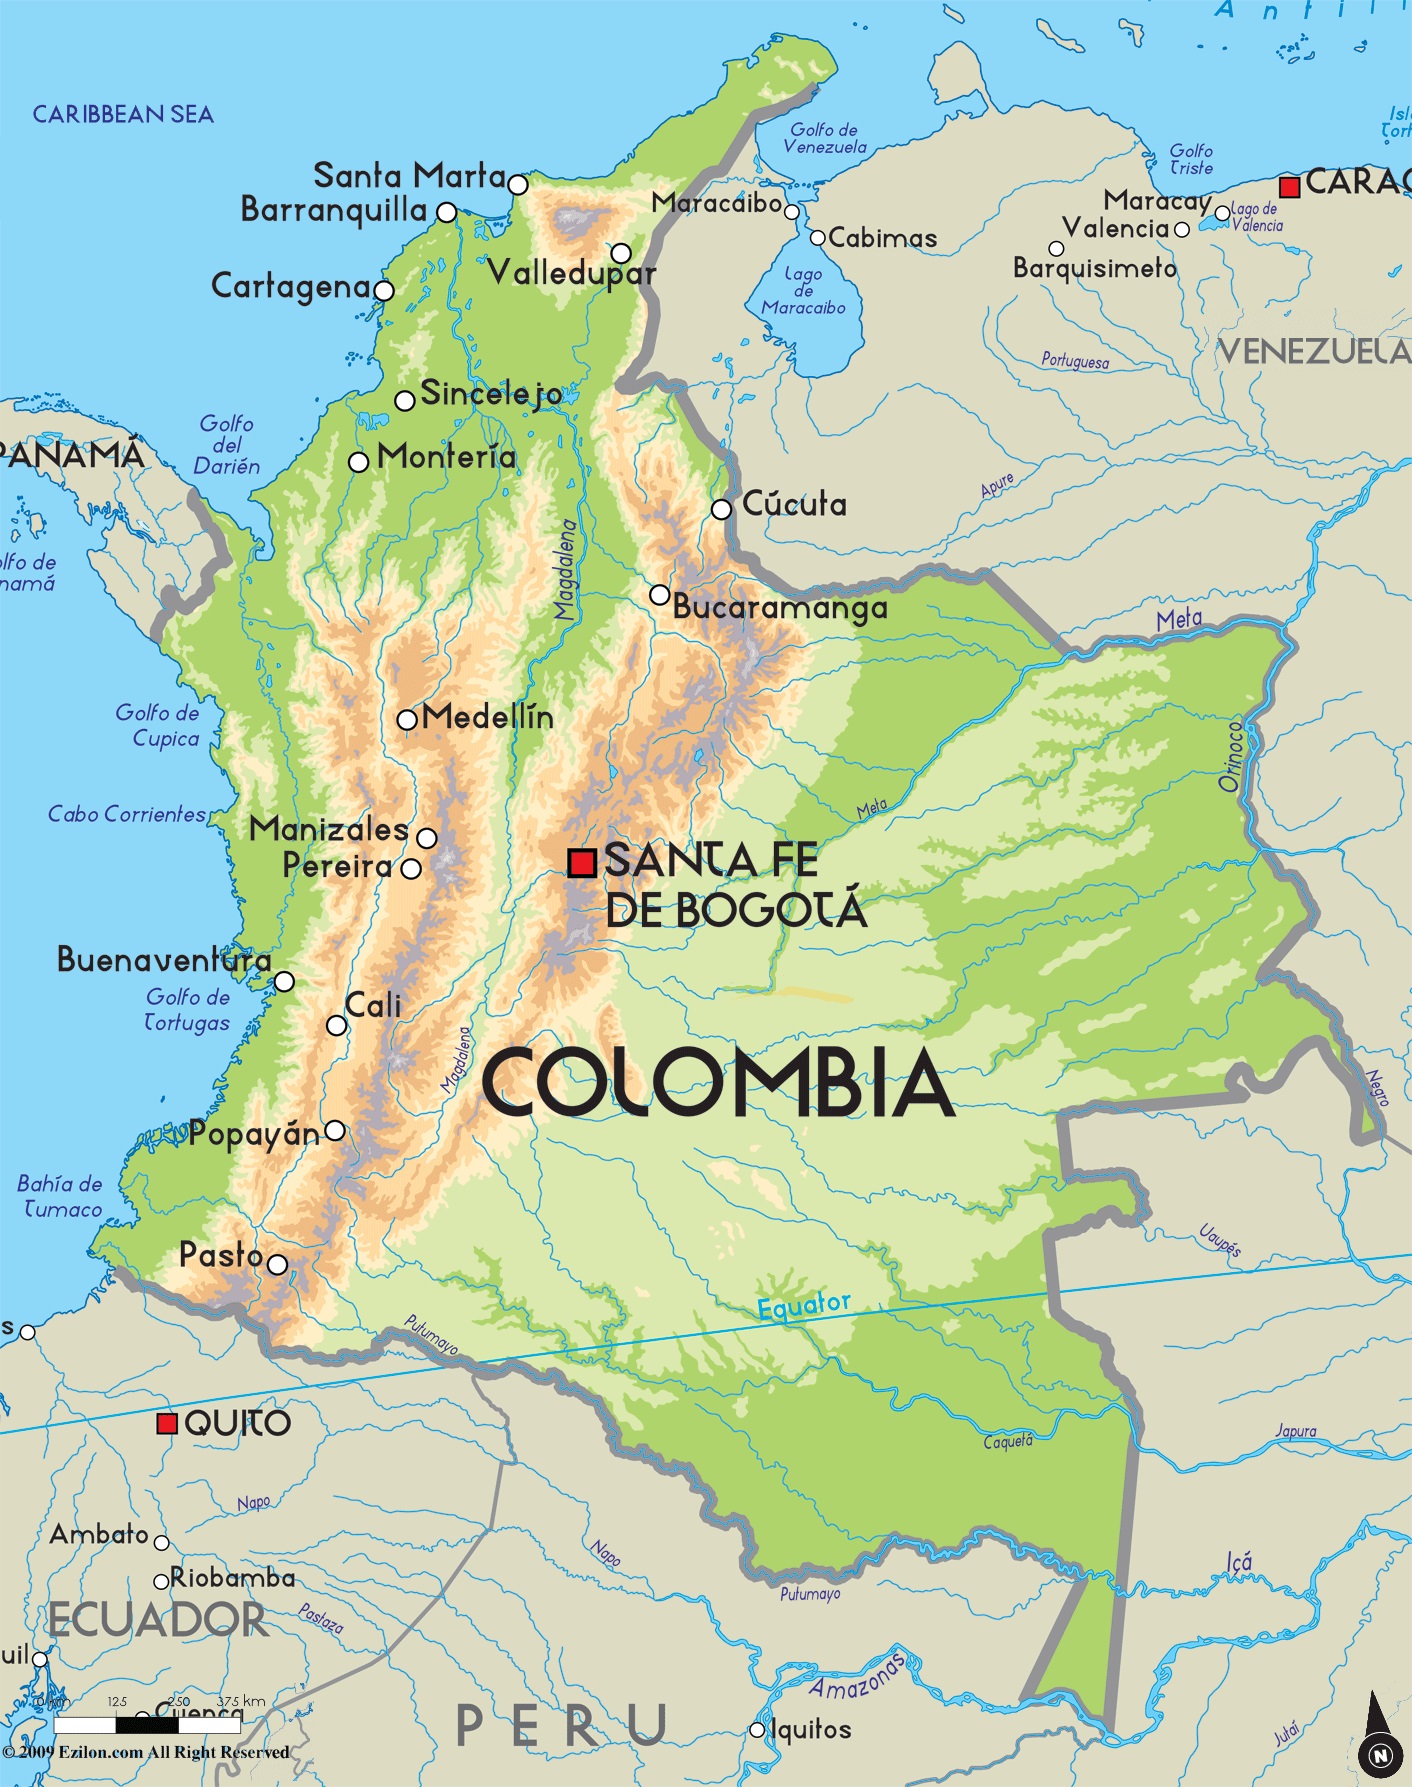 Antill
CARIBBEAN SEA
Golfo de
Venezuela
Golfo
Triste
Isl
Tort
Santa Marta
Barranquilla
Maracaibo
Cabimas
Maracay
Valencia
Lago de
Valencia
CARAC
Barquisimeto
Cartagena
Valledupar
Lago
de
Maracaibo
VENEZUELA
Portuguesa
Sincelejo
Golfo
del
Darién
PANAMÁ
Montería
Apure
Cúcuta
Magdalena
olfo de
namá
Bucaramanga
Meta
Golfo de
Cupica
Medellín
Orinoco
Cabo Corrientes
Meta
Manizales
Pereira
SANTA FE
DE BOGOTÁ
Buenaventura
Golfo de
Tortugas
Cali
Magdalena
COLOMBIA
Negro
Popayán
Bahía de
Tumaco
Uaupés
Pasto
Equator
Putumayo
s
QUITO
Caquetá
Japura
Napo
Ambato
Napo
Riobamba
Içá
Putumayo
ECUADOR
Pastaza
uil
Amazonas
0 km 125 250 375 km
Cuenca
PERU
Iquitos
Jutaí
© 2009 Ezilon.com All Right Reserved
N